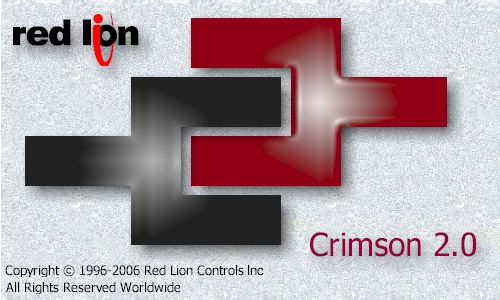 red lion
Crimson 2.0
Copyright © 1996-2006 Red Lion Controls Inc
All Rights Reserved Worldwide